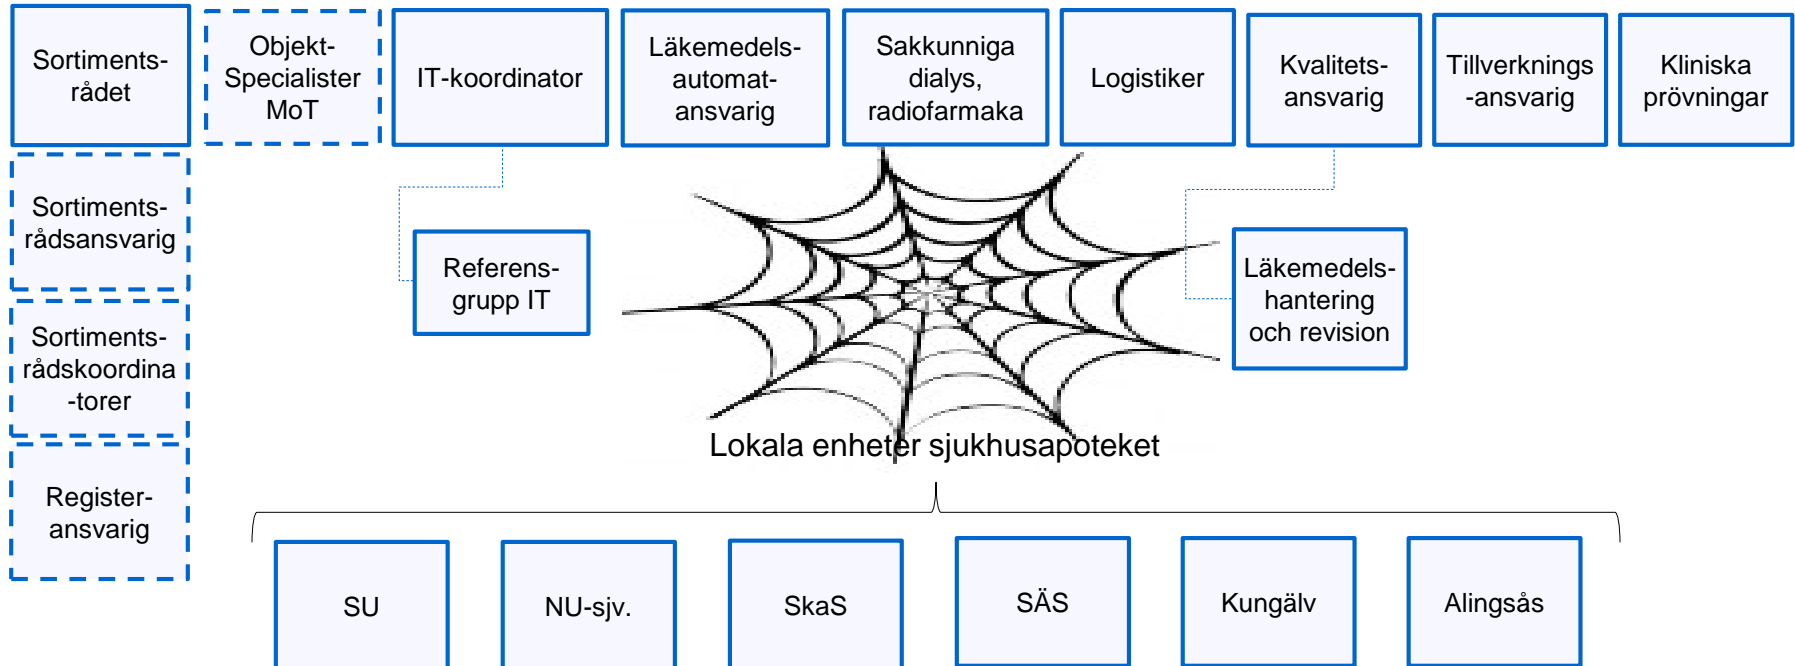 Sortiments-
rådet
Objekt-
Specialister
MoT
IT-koordinator
Läkemedels-
automat-
ansvarig
Sakkunniga
dialys,
radiofarmaka
Logistiker
Kvalitets-
ansvarig
Tillverknings
-ansvarig
Kliniska
prövningar
Sortiments-
rådsansvarig
Referens-
grupp IT
Läkemedels-
hantering
och revision
Sortiments-
rådskoordina
-torer
Lokala enheter sjukhusapoteket
Register-
ansvarig
SU
NU-sjv.
SkaS
SÄS
Kungälv
Alingsås